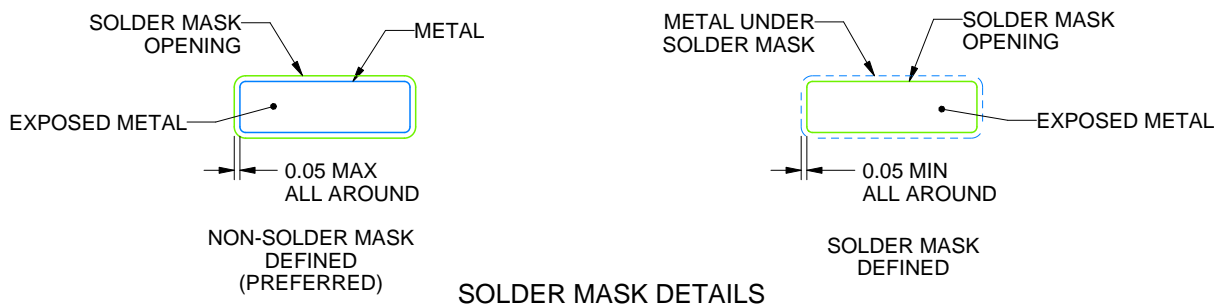 SOLDER MASK
OPENING
METAL
EXPOSED METAL
0.05 MAX
ALL AROUND
NON-SOLDER MASK
DEFINED
(PREFERRED)
METAL UNDER
SOLDER MASK
SOLDER MASK
OPENING
EXPOSED METAL
0.05 MIN
ALL AROUND
SOLDER MASK
DEFINED
SOLDER MASK DETAILS